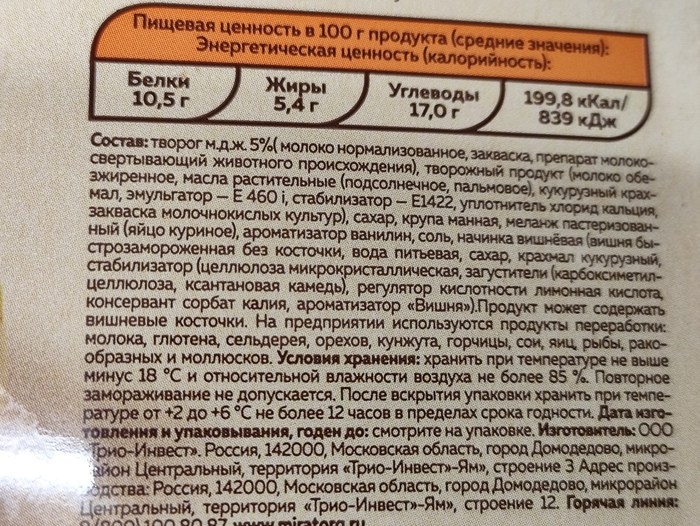 Пищевая ценность в 100 г продукта (средние значения):
Энергетическая ценность (калорийность):
Белки
10,5 г
Жиры
5,4 г
Углеводы
17,0 г
199,8 кКал/
839 кДж
Состав: творог м.д.ж. 5%( молоко нормализованное, закваска, препарат молоко-
свертывающий животного происхождения), творожный продукт (молоко обе-
зжиренное, масла растительные (подсолнечное, пальмовое), кукурузный крах-
мал, эмульгатор – Е 460 i, стабилизатор – Е1422, уплотнитель хлорид кальция,
закваска молочнокислых культур), сахар, крупа манная, меланж пастеризован-
ный (яйцо куриное), ароматизатор ванилин, соль, начинка вишнёвая (вишня бы-
строзамороженная без косточки, вода питьевая, сахар, крахмал кукурузный,
стабилизатор (целлюлоза микрокристаллическая, загустители (карбоксиметил-
целлюлоза, ксантановая камедь), регулятор кислотности лимонная кислота,
консервант сорбат калия, ароматизатор «Вишня»).Продукт может содержать
вишневые косточки. На предприятии используются продукты переработки:
молока, глютена, сельдерея, орехов, кунжута, горчицы, сои, яиц, рыбы, рако-
образных и моллюсков. Условия хранения: хранить при температуре не выше
минус 18 °С и относительной влажности воздуха не более 85 %. Повторное
замораживание не допускается. После вскрытия упаковки хранить при темпе-
ратуре от +2 до +6 °С не более 12 часов в пределах срока годности. Дата изго-
товления и упаковывания, годен до: смотрите на упаковке. Изготовитель: ООО
«Трио-Инвест». Россия, 142000, Московская область, город Домодедово, микро-
район Центральный, территория «Трио-Инвест-Ям», строение 3 Адрес произ-
водства: Россия, 142000, Московская область, город Домодедово, микрорайон
Центральный, территория «Трио-Инвест-Ям», строение 12. Горячая линия:
8 (800) 100 80 87 www.miratorg.ru